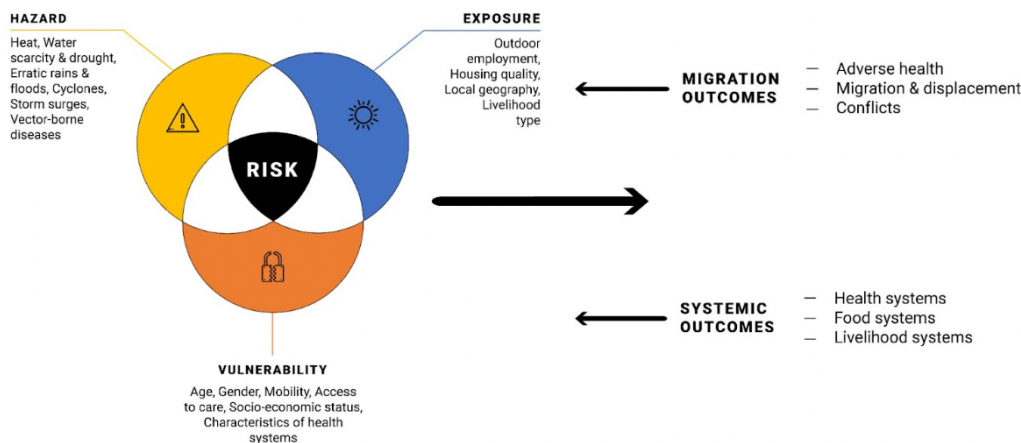 HAZARD
Heat, Water
scarcity & drought,
Erratic rains &
floods, Cyclones,
Storm surges,
Vector-borne
diseases
EXPOSURE
Outdoor
employment,
Housing quality,
Local geography,
Livelihood
type
RISK
VULNERABILITY
Age, Gender, Mobility, Access
to care, Socio-economic status,
Characteristics of health
systems
MIGRATION
OUTCOMES
— Adverse health
— Migration & displacement
— Conflicts
SYSTEMIC
OUTCOMES
— Health systems
— Food systems
— Livelihood systems